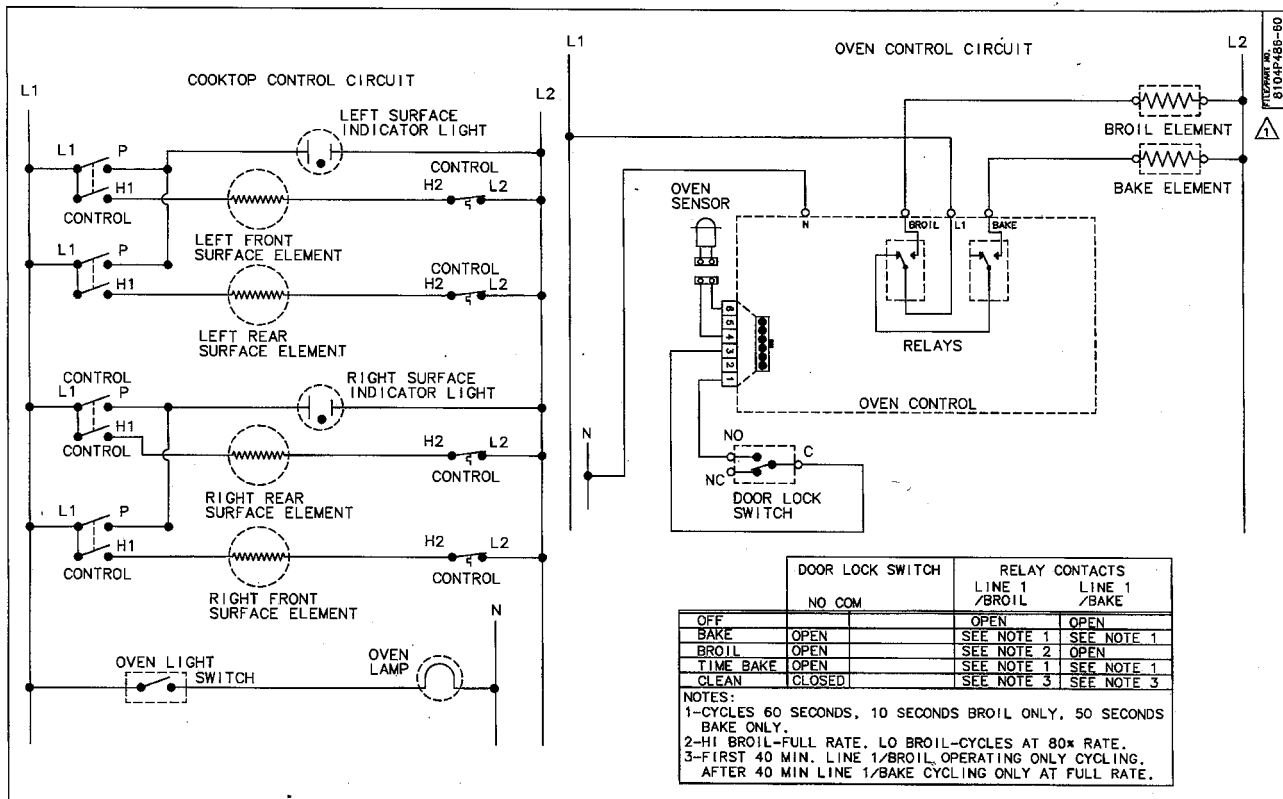 COOKTOP CONTROL CIRCUIT
L1
L2
LEFT SURFACE
INDICATOR LIGHT
L1
P
H1
CONTROL
CONTROL
H2
L2
LEFT FRONT
SURFACE ELEMENT
L1
P
H1
CONTROL
H2
L2
LEFT REAR
SURFACE ELEMENT
CONTROL
L1
P
RIGHT SURFACE
INDICATOR LIGHT
H1
CONTROL
H2
L2
CONTROL
RIGHT REAR
SURFACE ELEMENT
L1
P
H1
CONTROL
H2
L2
CONTROL
RIGHT FRONT
SURFACE ELEMENT
N
OVEN LIGHT
SWITCH
OVEN
LAMP
OVEN CONTROL CIRCUIT
L1
L2
FILE/PART NO.
8104P486-60
1
BROIL ELEMENT
BAKE ELEMENT
OVEN
SENSOR
N
BROIL
L1
BAKE
6
5
4
3
2
1
RELAYS
OVEN CONTROL
N
NO
C
NC
DOOR LOCK
SWITCH
DOOR LOCK SWITCH RELAY CONTACTS
LINE 1 LINE 1
NO COM /BROIL /BAKE
OFF OPEN OPEN
BAKE OPEN SEE NOTE 1 SEE NOTE 1
BROIL OPEN SEE NOTE 2 OPEN
TIME BAKE OPEN SEE NOTE 1 SEE NOTE 1
CLEAN CLOSED SEE NOTE 3 SEE NOTE 3
NOTES:
1-CYCLES 60 SECONDS, 10 SECONDS BROIL ONLY, 50 SECONDS
BAKE ONLY.
2-HI BROIL-FULL RATE. LO BROIL-CYCLES AT 80% RATE.
3-FIRST 40 MIN. LINE 1/BROIL OPERATING ONLY CYCLING.
AFTER 40 MIN LINE 1/BAKE CYCLING ONLY AT FULL RATE.